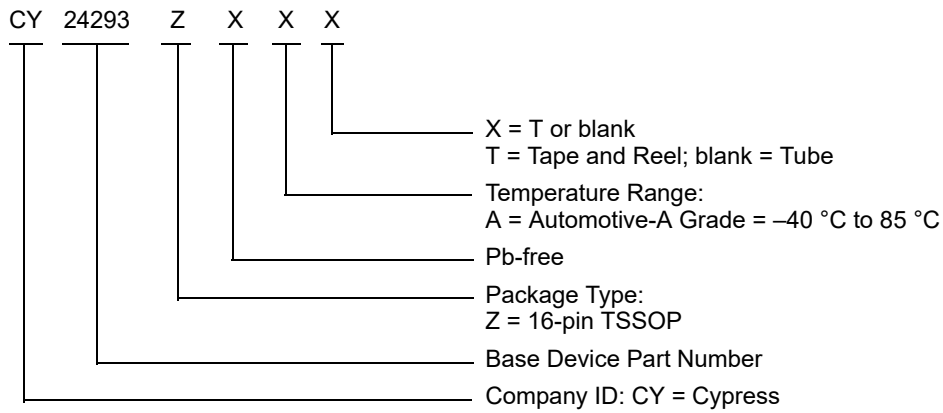 CY 24293 Z X X X
X = T or blank
T = Tape and Reel; blank = Tube
Temperature Range:
A = Automotive-A Grade = –40 °C to 85 °C
Pb-free
Package Type:
Z = 16-pin TSSOP
Base Device Part Number
Company ID: CY = Cypress